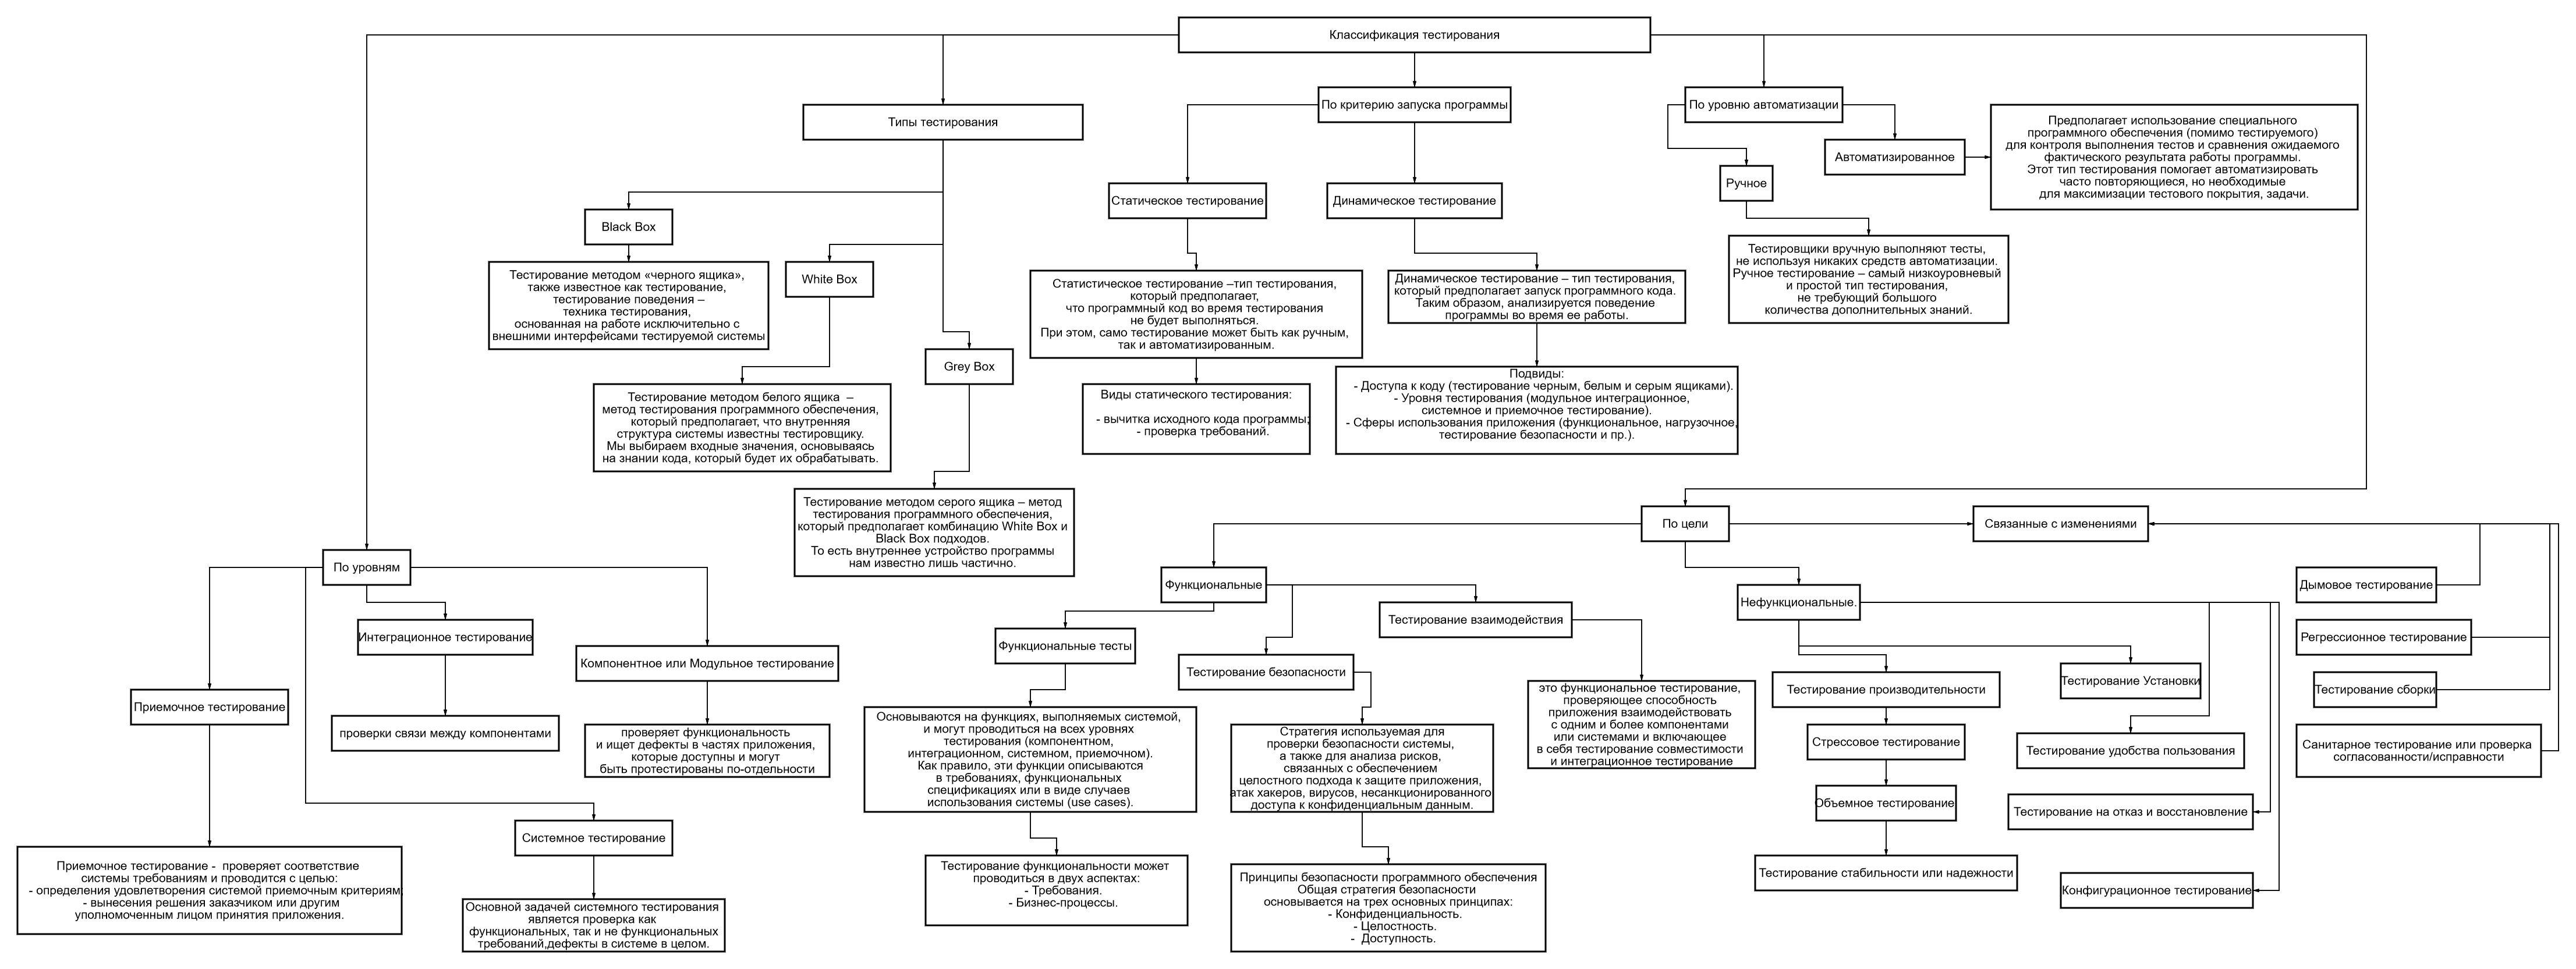 Классификация тестирования
Типы тестирования
Black Box
Тестирование методом «черного ящика»,
также известное как тестирование,
тестирование поведения –
техника тестирования,
основанная на работе исключительно с
внешними интерфейсами тестируемой системы
White Box
Тестирование методом белого ящика –
метод тестирования программного обеспечения,
который предполагает, что внутренняя
структура системы известны тестировщику.
Мы выбираем входные значения, основываясь
на знании кода, который будет их обрабатывать.
Grey Box
Тестирование методом серого ящика – метод
тестирования программного обеспечения,
который предполагает комбинацию White Box и
Black Box подходов.
То есть внутреннее устройство программы
нам известно лишь частично.
По критерию запуска программы
Статическое тестирование
Статистическое тестирование –тип тестирования,
который предполагает,
что программный код во время тестирования
не будет выполняться.
При этом, само тестирование может быть как ручным,
так и автоматизированным.
Виды статического тестирования:
- вычитка исходного кода программы;
- проверка требований.
Динамическое тестирование
Динамическое тестирование – тип тестирования,
который предполагает запуск программного кода.
Таким образом, анализируется поведение
программы во время ее работы.
Подвиды:
- Доступа к коду (тестирование черным, белым и серым ящиками).
- Уровня тестирования (модульное интеграционное,
системное и приемочное тестирование).
- Сферы использования приложения (функциональное, нагрузочное,
тестирование безопасности и пр.).
По уровню автоматизации
Автоматизированное
Предполагает использование специального
программного обеспечения (помимо тестируемого)
для контроля выполнения тестов и сравнения ожидаемого
фактического результата работы программы.
Этот тип тестирования помогает автоматизировать
часто повторяющиеся, но необходимые
для максимизации тестового покрытия, задачи.
Ручное
Тестировщики вручную выполняют тесты,
не используя никаких средств автоматизации.
Ручное тестирование – самый низкоуровневый
и простой тип тестирования,
не требующий большого
количества дополнительных знаний.
По уровням
Приемочное тестирование
Приемочное тестирование - проверяет соответствие
системы требованиям и проводится с целью:
- определения удовлетворения системой приемочным критериям;
- вынесения решения заказчиком или другим
уполномоченным лицом принятия приложения.
Интеграционное тестирование
проверки связи между компонентами
Компонентное или Модульное тестирование
проверяет функциональность
и ищет дефекты в частях приложения,
которые доступны и могут
быть протестированы по-отдельности
Системное тестирование
Основной задачей системного тестирования
является проверка как
функциональных, так и не функциональных
требований,дефекты в системе в целом.
По цели
Функциональные
Функциональные тесты
Основываются на функциях, выполняемых системой,
и могут проводиться на всех уровнях
тестирования (компонентном,
интеграционном, системном, приемочном).
Как правило, эти функции описываются
в требованиях, функциональных
спецификациях или в виде случаев
использования системы (use cases).
Тестирование функциональности может
проводиться в двух аспектах:
- Требования.
- Бизнес-процессы.
Тестирование безопасности
Стратегия используемая для
проверки безопасности системы,
а также для анализа рисков,
связанных с обеспечением
целостного подхода к защите приложения,
атак хакеров, вирусов, несанкционированного
доступа к конфиденциальным данным.
Принципы безопасности программного обеспечения
Общая стратегия безопасности
основывается на трех основных принципах:
- Конфиденциальность.
- Целостность.
- Доступность.
Тестирование взаимодействия
это функциональное тестирование,
проверяющее способность
приложения взаимодействовать
с одним и более компонентами
или системами и включающее
в себя тестирование совместимости
и интеграционное тестирование
Нефункциональные.
Тестирование производительности
Стрессовое тестирование
Объемное тестирование
Тестирование стабильности или надежности
Тестирование Установки
Тестирование удобства пользования
Тестирование на отказ и восстановление
Конфигурационное тестирование
Связанные с изменениями
Дымовое тестирование
Регрессионное тестирование
Тестирование сборки
Санитарное тестирование или проверка
согласованности/исправности